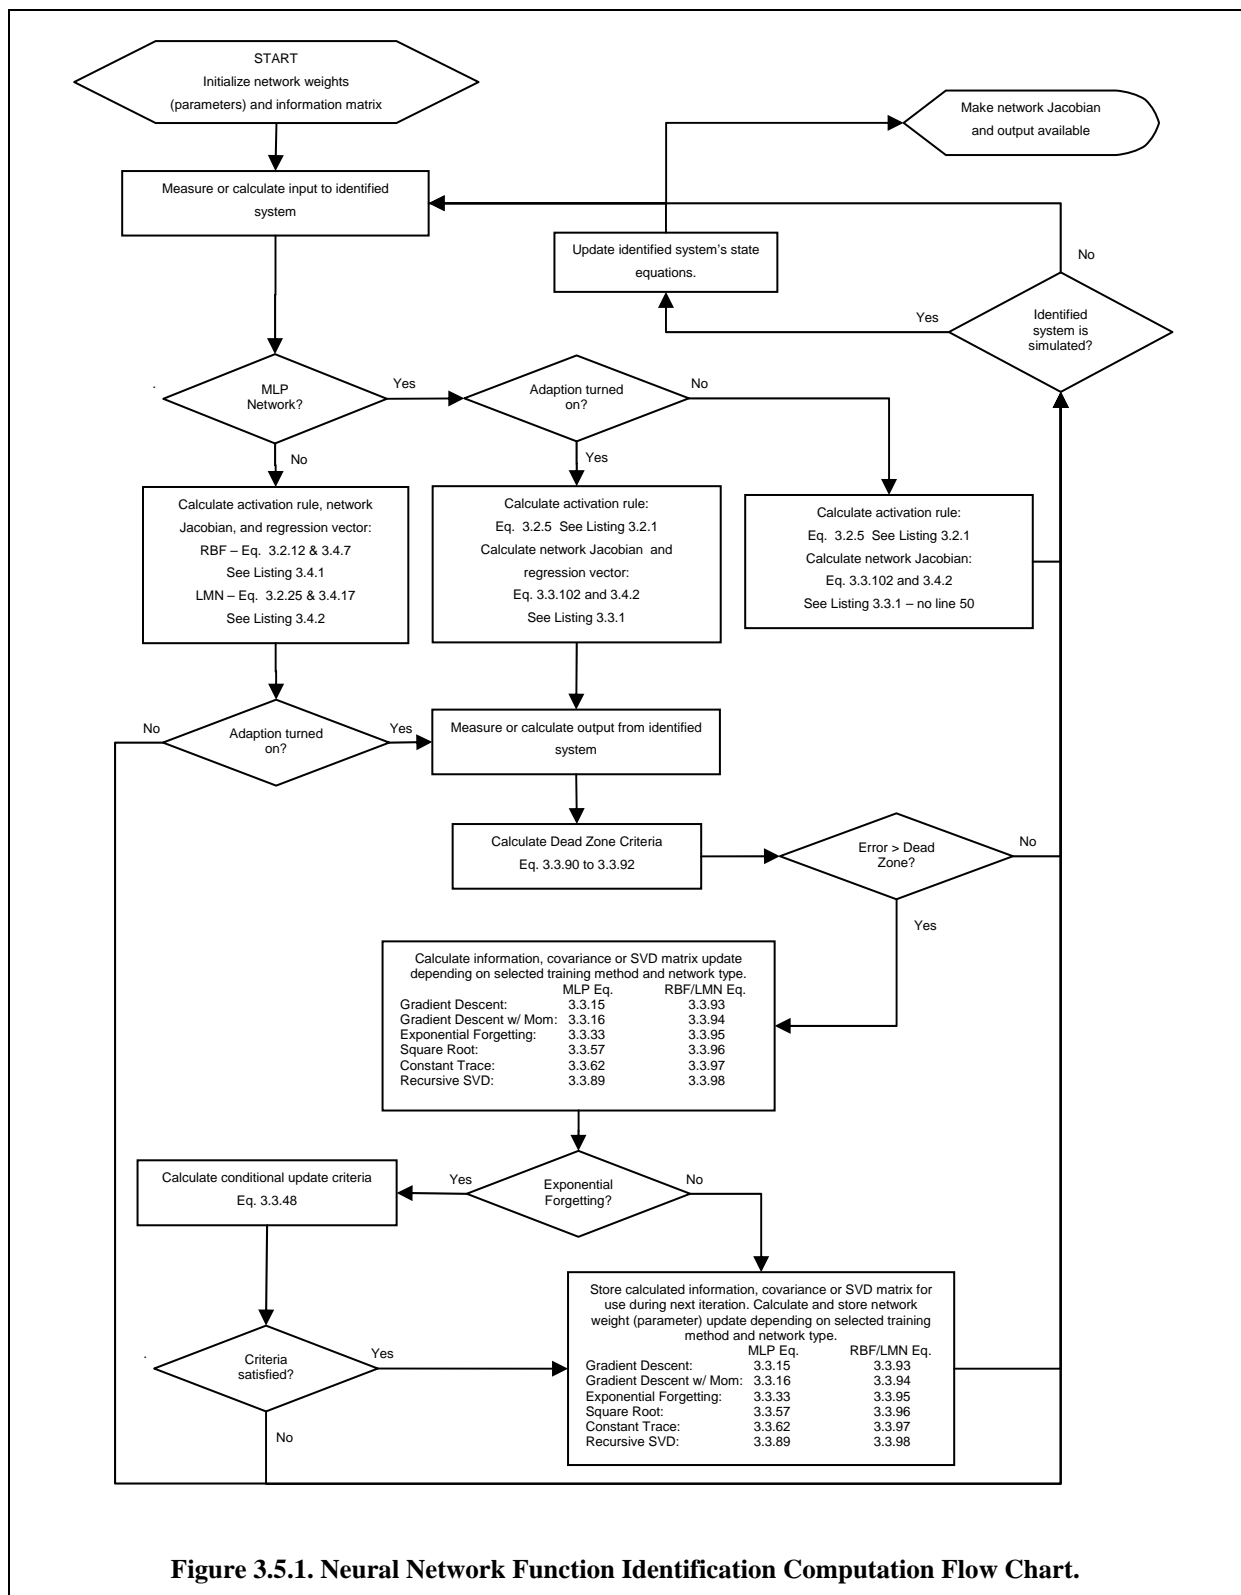 START
Initialize network weights
(parameters) and information matrix
Make network Jacobian
and output available
Measure or calculate input to identified
system
Update identified system's state
equations.
No
Yes
Identified
system is
simulated?
MLP
Network?
Yes
Adaption turned
on?
No
No
Yes
Calculate activation rule, network
Jacobian, and regression vector:
RBF – Eq. 3.2.12 & 3.4.7
See Listing 3.4.1
LMN – Eq. 3.2.25 & 3.4.17
See Listing 3.4.2
Calculate activation rule:
Eq. 3.2.5 See Listing 3.2.1
Calculate network Jacobian and
regression vector:
Eq. 3.3.102 and 3.4.2
See Listing 3.3.1
Calculate activation rule:
Eq. 3.2.5 See Listing 3.2.1
Calculate network Jacobian:
Eq. 3.3.102 and 3.4.2
See Listing 3.3.1 – no line 50
No
Adaption turned
on?
Yes
Measure or calculate output from identified
system
Calculate Dead Zone Criteria
Eq. 3.3.90 to 3.3.92
Error > Dead
Zone?
No
Yes
Calculate information, covariance or SVD matrix update
depending on selected training method and network type.
MLP Eq. RBF/LMN Eq.
Gradient Descent: 3.3.15 3.3.93
Gradient Descent w/ Mom: 3.3.16 3.3.94
Exponential Forgetting: 3.3.33 3.3.95
Square Root: 3.3.57 3.3.96
Constant Trace: 3.3.62 3.3.97
Recursive SVD: 3.3.89 3.3.98
Calculate conditional update criteria
Eq. 3.3.48
Yes
Exponential
Forgetting?
No
Store calculated information, covariance or SVD matrix for
use during next iteration. Calculate and store network
weight (parameter) update depending on selected training
method and network type.
MLP Eq. RBF/LMN Eq.
Gradient Descent: 3.3.15 3.3.93
Gradient Descent w/ Mom: 3.3.16 3.3.94
Exponential Forgetting: 3.3.33 3.3.95
Square Root: 3.3.57 3.3.96
Constant Trace: 3.3.62 3.3.97
Recursive SVD: 3.3.89 3.3.98
Criteria
satisfied?
Yes
No
Figure 3.5.1. Neural Network Function Identification Computation Flow Chart.